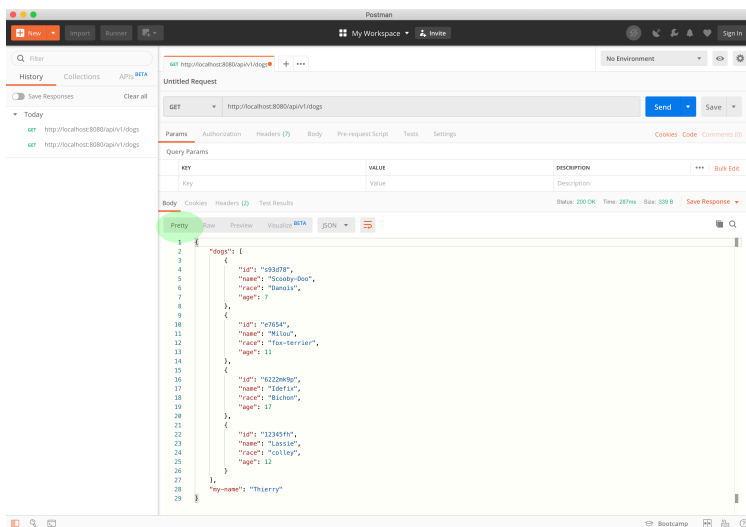 Postman
New Import Runner My Workspace Invite Sign In
Filter
History Collections APIs BETA
Save Responses Clear all
Today
GET http://localhost:8080/api/v1/dogs
GET http://localhost:8080/api/v1/dogs
GET http://localhost:8080/api/v1/dogs
No Environment
Untitled Request
GET http://localhost:8080/api/v1/dogs Send Save
Params Authorization Headers (7) Body Pre-request Script Tests Settings Cookies Code Comments (0)
Query Params
KEY VALUE DESCRIPTION Bulk Edit
Key Value Description
Body Cookies Headers (2) Test Results Status: 200 OK Time: 287ms Size: 339 B Save Response
Pretty Raw Preview Visualize BETA JSON
1 {
2 "dogs": [
3 {
4 "id": "s93d78",
5 "name": "Scooby-Doo",
6 "race": "Danois",
7 "age": 7
8 },
9 {
10 "id": "e7654",
11 "name": "Milou",
12 "race": "fox-terrier",
13 "age": 11
14 },
15 {
16 "id": "6222mk9p",
17 "name": "Idefix",
18 "race": "Bichon",
19 "age": 17
20 },
21 {
22 "id": "12345fh",
23 "name": "Lassie",
24 "race": "colley",
25 "age": 12
26 }
27 ],
28 "my-name": "Thierry"
29 }
Bootcamp